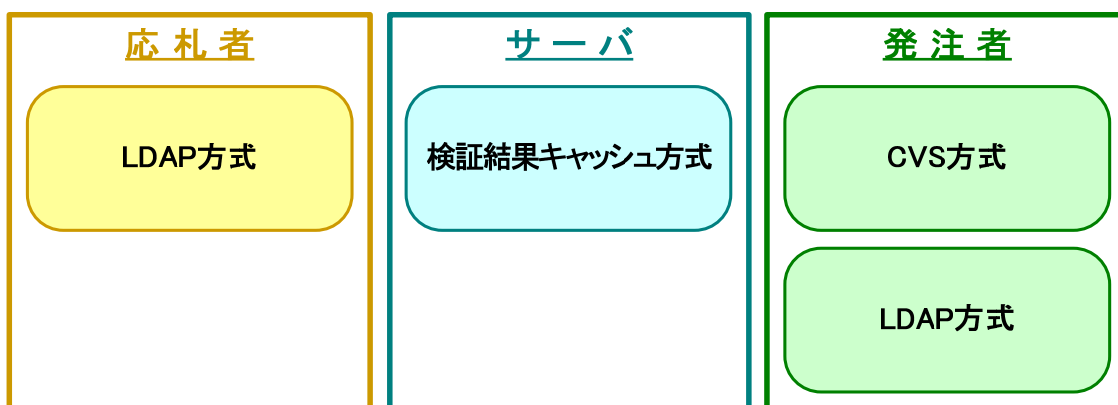 応 札 者
LDAP方式
サ ー バ
検証結果キャッシュ方式
発 注 者
CVS方式
LDAP方式